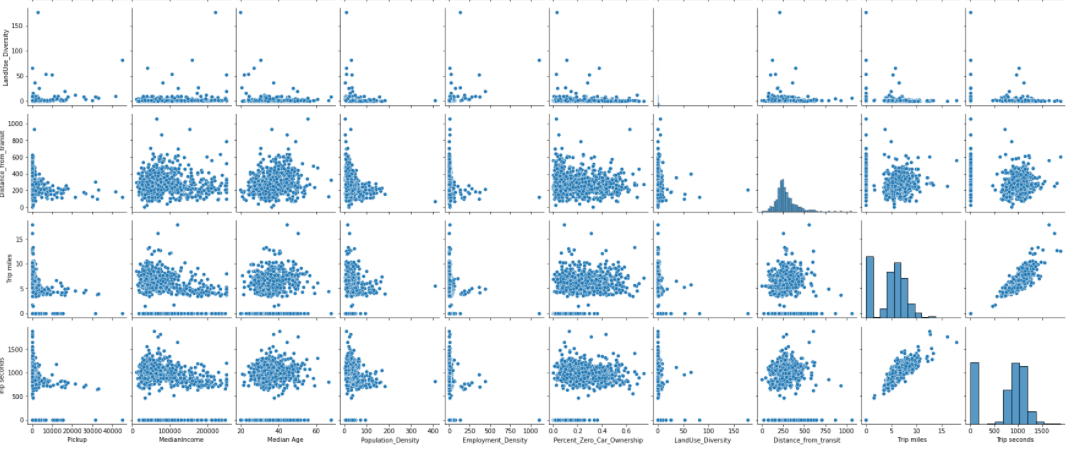 LandUse_Diversity
150
100
50
0
Distance_from_transit
1000
800
600
400
200
0
Trip miles
15
10
5
0
Trip seconds
1500
1000
500
0
0 10000 20000 30000 40000
Pickup
100000 200000
MedianIncome
20 40 60
Median Age
0 100 200 300 400
Population_Density
0 500 1000
Employment_Density
0.0 0.2 0.4 0.6
Percent_Zero_Car_Ownership
0 50 100 150
LandUse_Diversity
0 250 500 750 1000
Distance_from_transit
0 5 10 15
Trip miles
0 500 1000 1500
Trip seconds